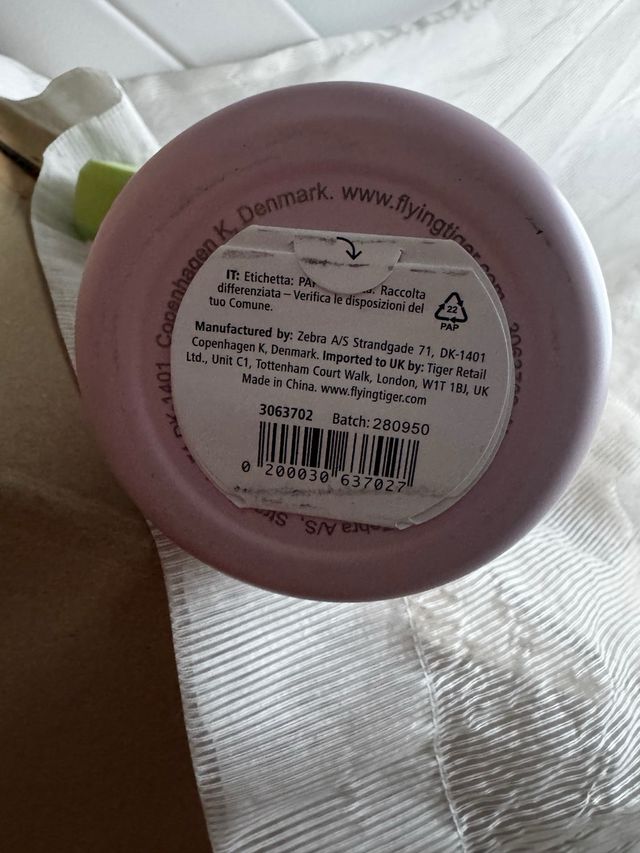 Copenhagen K, Denmark. www.flyingtiger.com
IT: Etichetta: Raccolta
differenziata – Verifica le disposizioni del
tuo Comune.
22
PAP
Manufactured by: Zebra A/S Strandgade 71, DK-1401
Copenhagen K, Denmark. Imported to UK by: Tiger Retail
Ltd., Unit C1, Tottenham Court Walk, London, W1T 1BJ, UK
Made in China. www.flyingtiger.com
3063702 Batch: 280950
0 200030 637027